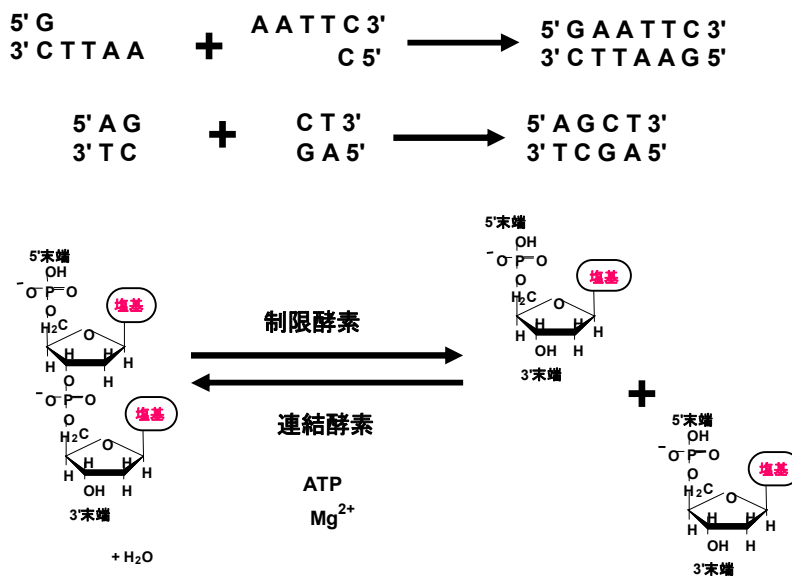 5' G
3' C T T A A
+
A A T T C 3'
C 5'
5' G A A T T C 3'
3' C T T A A G 5'
5' A G
3' T C
+
C T 3'
G A 5'
5' A G C T 3'
3' T C G A 5'
5'末端
OH
⁻O P O
O
H₂C
O
塩基
H H H H
O
⁻O P O
O
H₂C
O
塩基
H H H H
OH
3'末端
+ H₂O
制限酵素
連結酵素
ATP
Mg²⁺
5'末端
OH
⁻O P O
O
H₂C
O
塩基
H H H H
OH
3'末端
+
5'末端
OH
⁻O P O
O
H₂C
O
塩基
H H H H
OH
3'末端